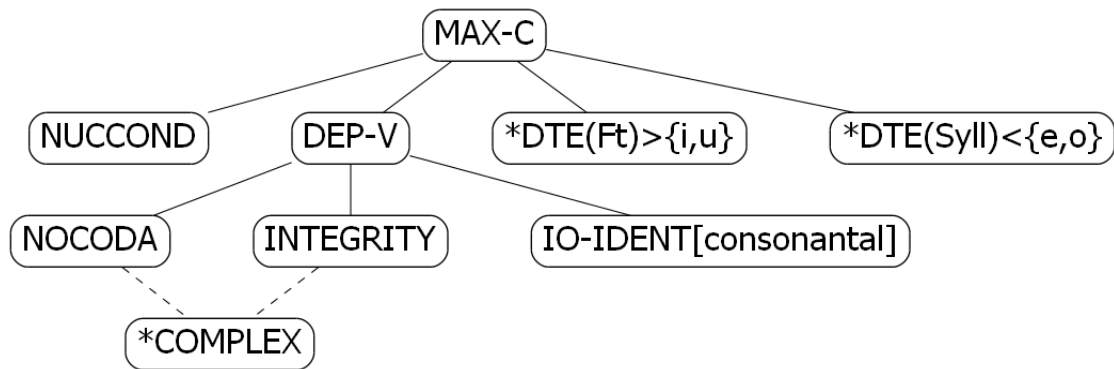 MAX-C
NUCCOND DEP-V *DTE(Ft)>{i,u} *DTE(Syll)<{e,o}
NOCODA INTEGRITY IO-IDENT[consonantal]
*COMPLEX